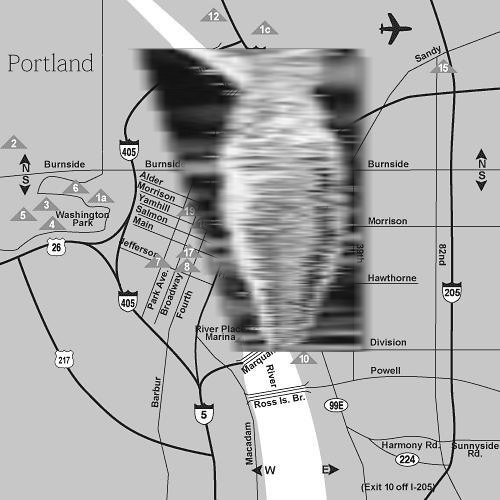 12
1c
Sandy
15
Portland
405
2
N
S
Burnside
Burnside
Burnside
N
S
Alder
Morrison
Yamhill
Salmon
Main
6
1a
3
5
4
Washington
Park
19
Morrison
26
Jefferson
7
17
8
39th
82nd
Hawthorne
Park Ave.
Broadway
Fourth
405
205
River Place
Marina
Division
217
10
River
Powell
Barbur
Ross Is. Br.
99E
5
Macadam
Harmony Rd.
Sunnyside
Rd.
224
W
E
(Exit 10 off I-205)